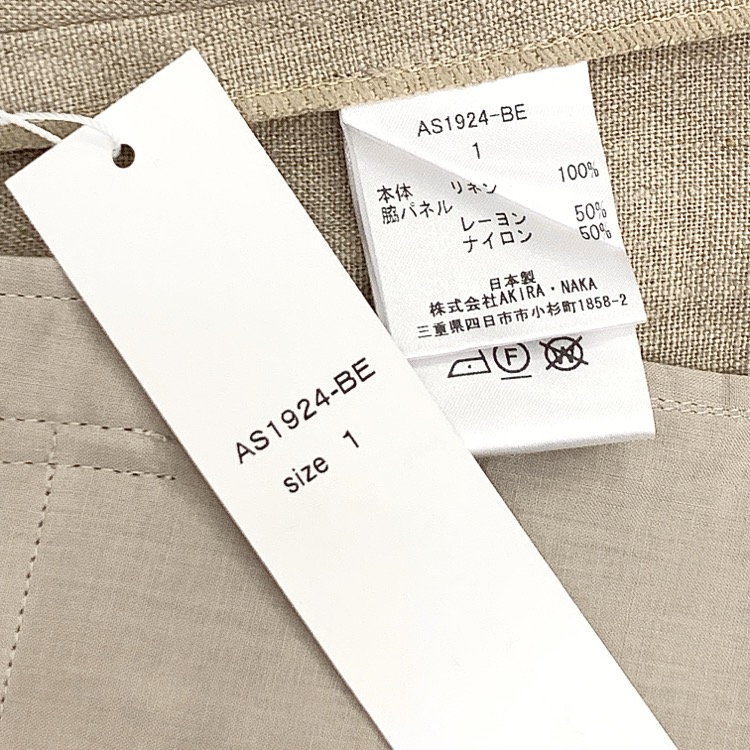 AS1924-BE
size 1
AS1924-BE
1
本体 リネン 100%
脇パネル
レーヨン 50%
ナイロン 50%
日本製
株式会社AKIRA・NAKA
三重県四日市市小杉町1858-2
F W